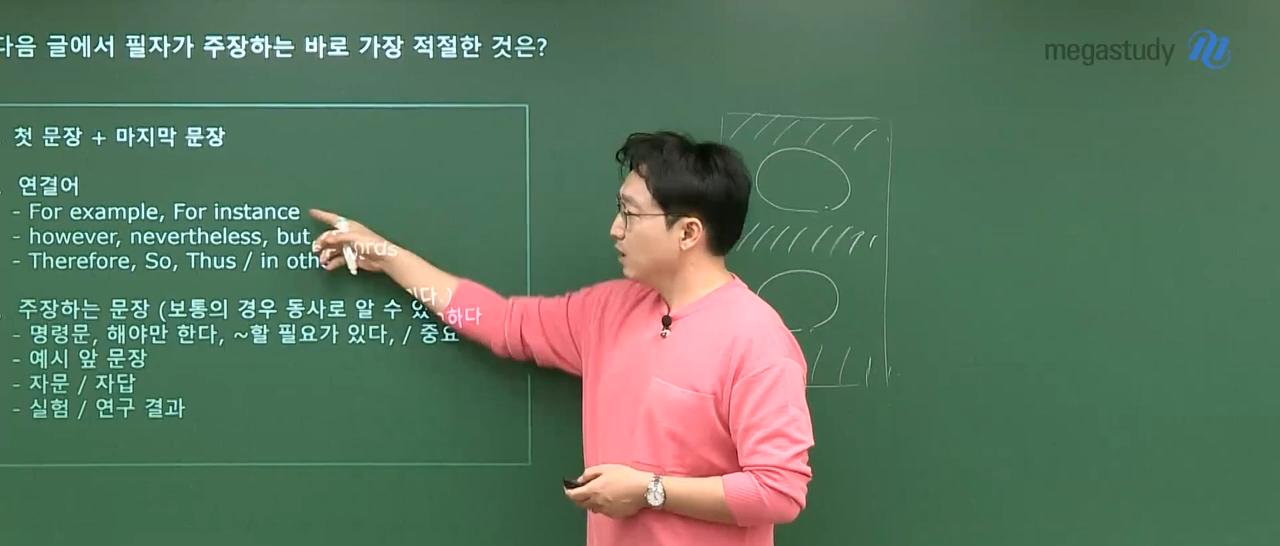 다음 글에서 필자가 주장하는 바로 가장 적절한 것은?
megastudy
첫 문장 + 마지막 문장
연결어
- For example, For instance
- however, nevertheless, but
- Therefore, So, Thus / in other words
주장하는 문장 (보통의 경우 동사로 알 수 있다.)
- 명령문, 해야만 한다, ~할 필요가 있다, / 중요하다
- 예시 앞 문장
- 자문 / 자답
- 실험 / 연구 결과